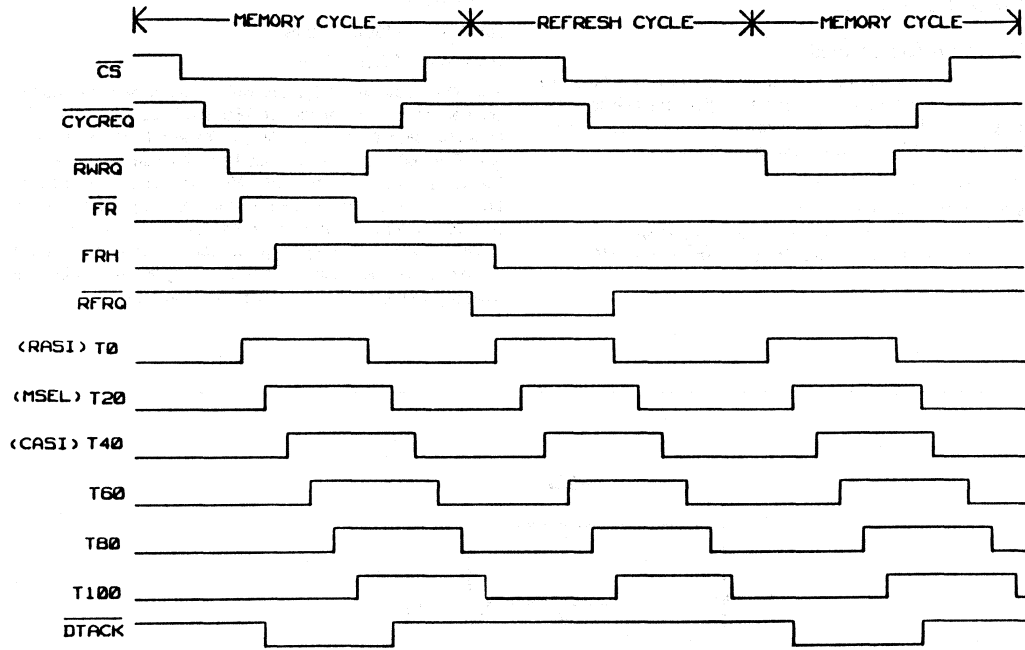 MEMORY CYCLE REFRESH CYCLE MEMORY CYCLE
CS
CYCREQ
RWRQ
FR
FRH
RFRQ
(RASI) T0
(MSEL) T20
(CASI) T40
T60
T80
T100
DTACK